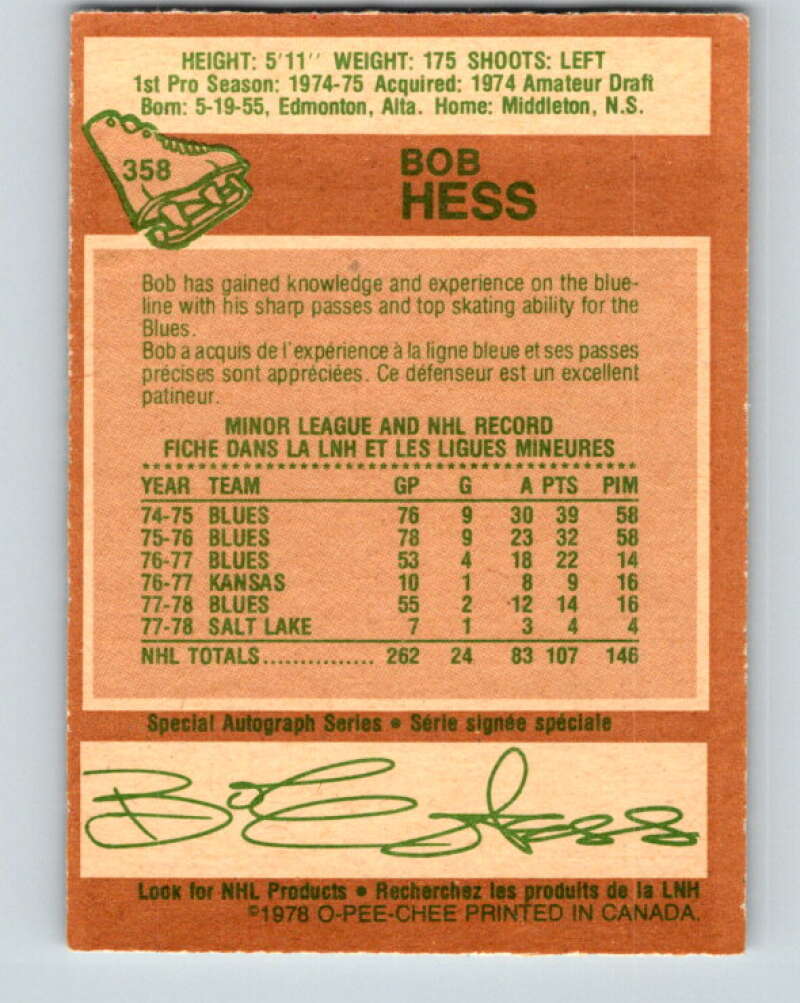 HEIGHT: 5'11'' WEIGHT: 175 SHOOTS: LEFT
1st Pro Season: 1974-75 Acquired: 1974 Amateur Draft
Born: 5-19-55, Edmonton, Alta. Home: Middleton, N.S.
358
BOB
HESS
Bob has gained knowledge and experience on the blue-
line with his sharp passes and top skating ability for the
Blues.
Bob a acquis de l'expérience à la ligne bleue et ses passes
précises sont appréciées. Ce défenseur est un excellent
patineur.
MINOR LEAGUE AND NHL RECORD
FICHE DANS LA LNH ET LES LIGUES MINEURES
YEAR TEAM GP G A PTS PIM
74-75 BLUES 76 9 30 39 58
75-76 BLUES 78 9 23 32 58
76-77 BLUES 53 4 18 22 14
76-77 KANSAS 10 1 8 9 16
77-78 BLUES 55 2 12 14 16
77-78 SALT LAKE 7 1 3 4 4
NHL TOTALS............... 262 24 83 107 146
Special Autograph Series • Série signée spéciale
Bob Hess
Look for NHL Products • Recherchez les produits de la LNH
©1978 O-PEE-CHEE PRINTED IN CANADA.